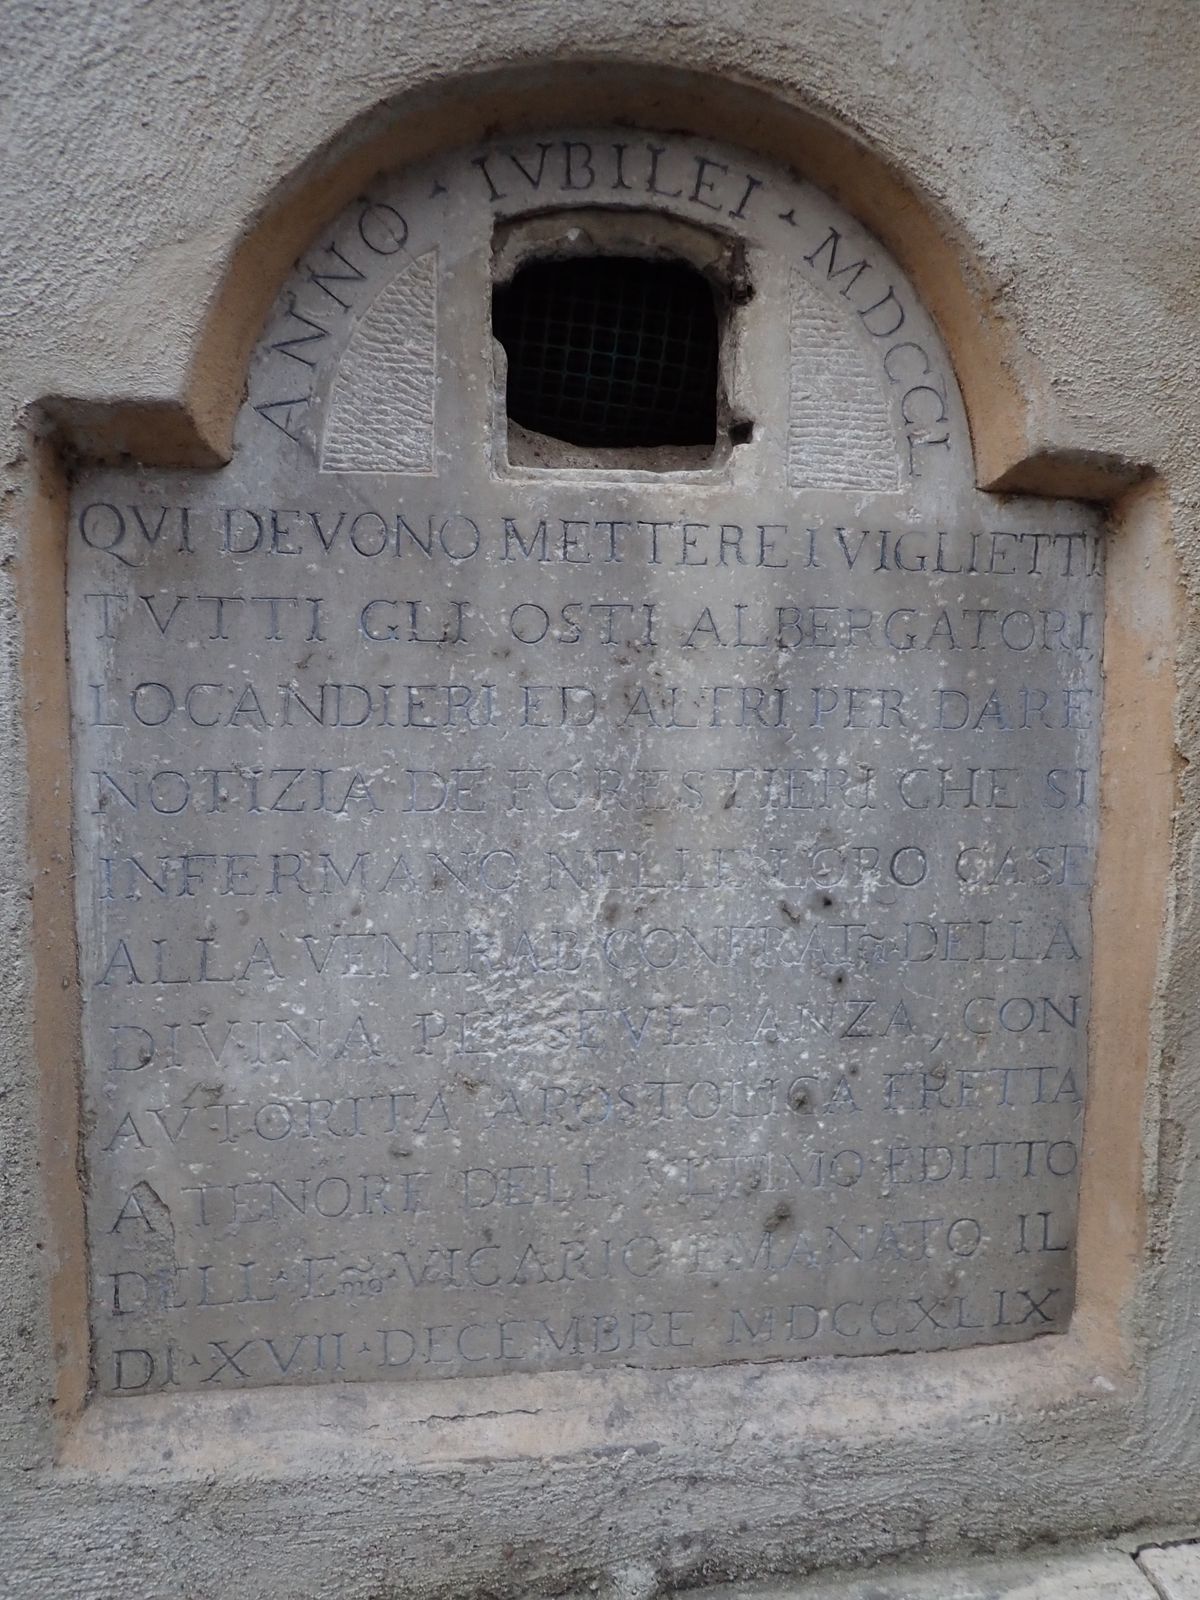 ANNO · IVBILEI · MDCCL
QVI DEVONO METTERE I VIGLIETTI
TVTTI GLI OSTI ALBERGATORI,
LOCANDIERI, ED ALTRI PER DARE
NOTIZIA DE FORESTIERI CHE SI
INFERMANO NELLE LORO CASE
ALLA VENERAB CONFRATñ DELLA
DIVINA PERSEVERANZA, CON
AVTORITA APOSTOLICA ERETTA
A TENORE DELL VLTIMO EDITTO
DELL · Eñio · VICARIO EMANATO IL
DI · XVII · DECEMBRE MDCCXLIX